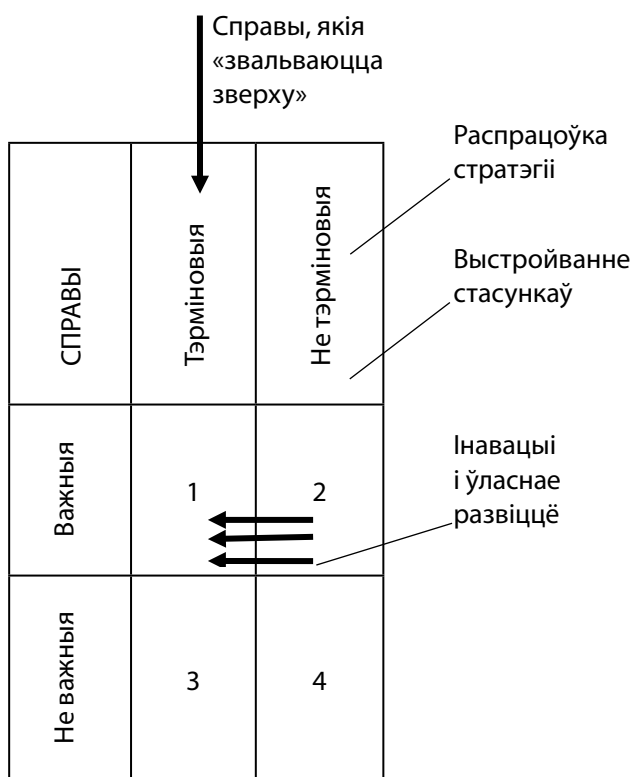 Справы, якія
«звальваюцца
зверху»
Распрацоўка
стратэгіі
Выстройванне
стасункаў
СПРАВЫ
Тэрміновыя
Не тэрміновыя
Важныя
1
2
Інавацыі
і ўласнае
развіццё
Не важныя
3
4